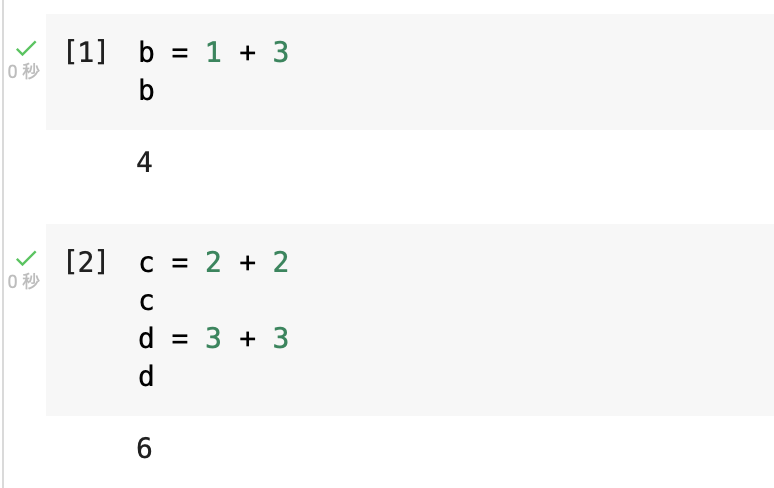 [1] b = 1 + 3
0 秒
b
4
[2] c = 2 + 2
0 秒
c
d = 3 + 3
d
6